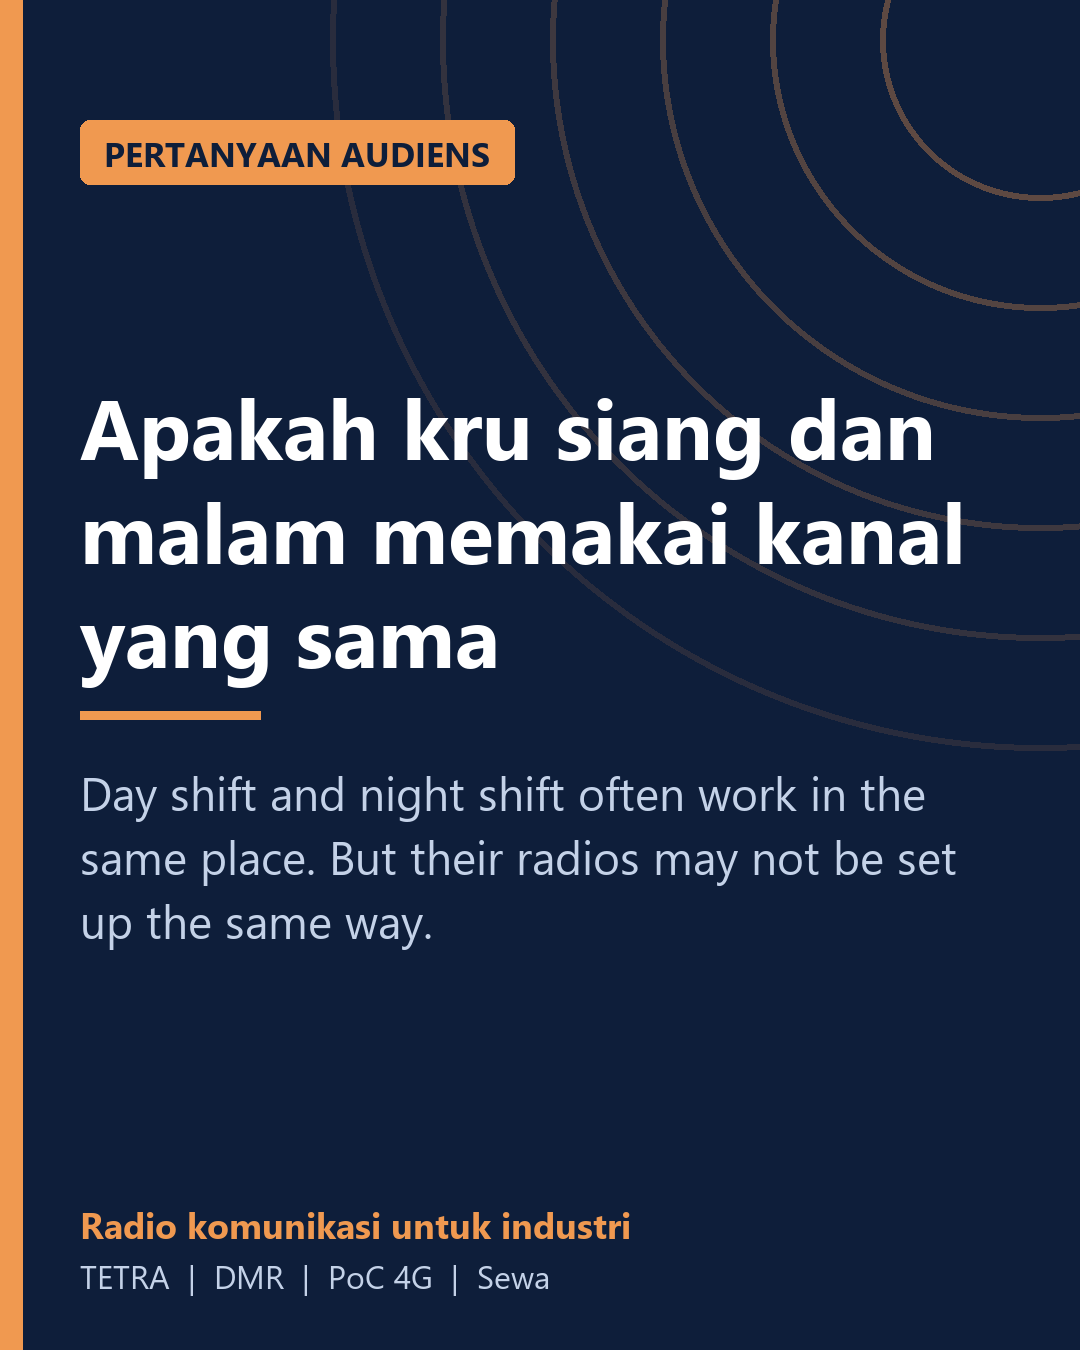 PERTANYAAN AUDIENS
Apakah kru siang dan
malam memakai kanal
yang sama
Day shift and night shift often work in the
same place. But their radios may not be set
up the same way.
Radio komunikasi untuk industri
TETRA | DMR | PoC 4G | Sewa